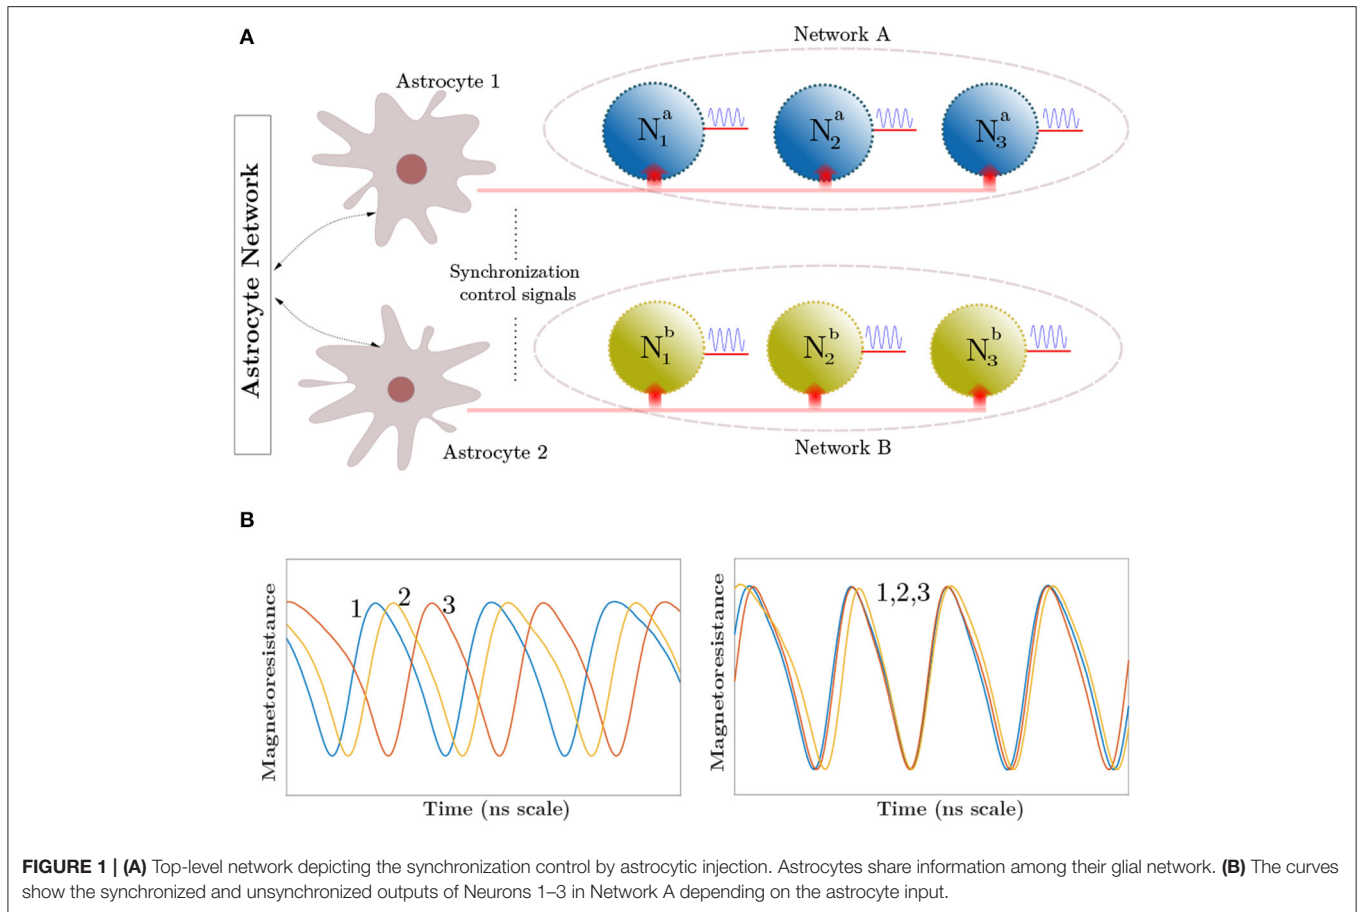 A
Network A
Astrocyte 1
N₁ᵃ
N₂ᵃ
N₃ᵃ
Astrocyte Network
Synchronization
control signals
N₁ᵇ
N₂ᵇ
N₃ᵇ
Astrocyte 2
Network B
B
Magnetoresistance
1
2
3
Time (ns scale)
Magnetoresistance
1,2,3
Time (ns scale)
FIGURE 1 | (A) Top-level network depicting the synchronization control by astrocytic injection. Astrocytes share information among their glial network. (B) The curves
show the synchronized and unsynchronized outputs of Neurons 1–3 in Network A depending on the astrocyte input.